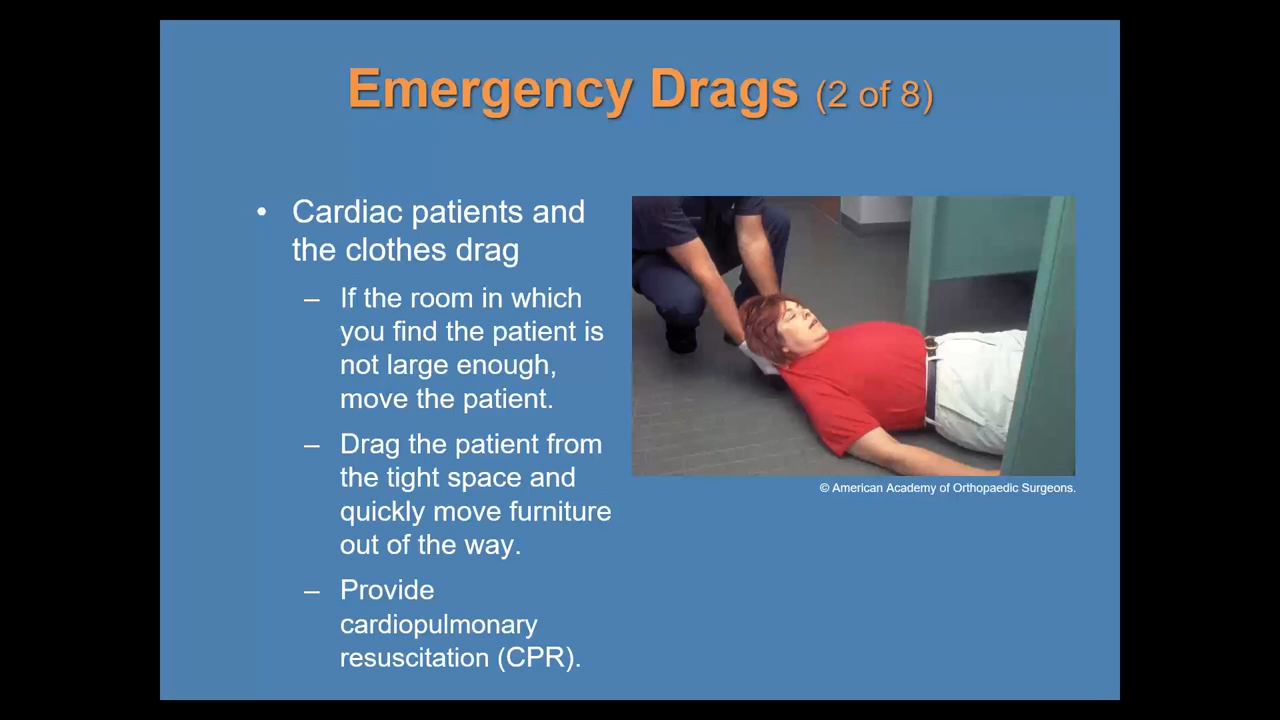 Emergency Drags (2 of 8)
• Cardiac patients and
the clothes drag
– If the room in which
you find the patient is
not large enough,
move the patient.
– Drag the patient from
the tight space and
quickly move furniture
out of the way.
– Provide
cardiopulmonary
resuscitation (CPR).
© American Academy of Orthopaedic Surgeons.